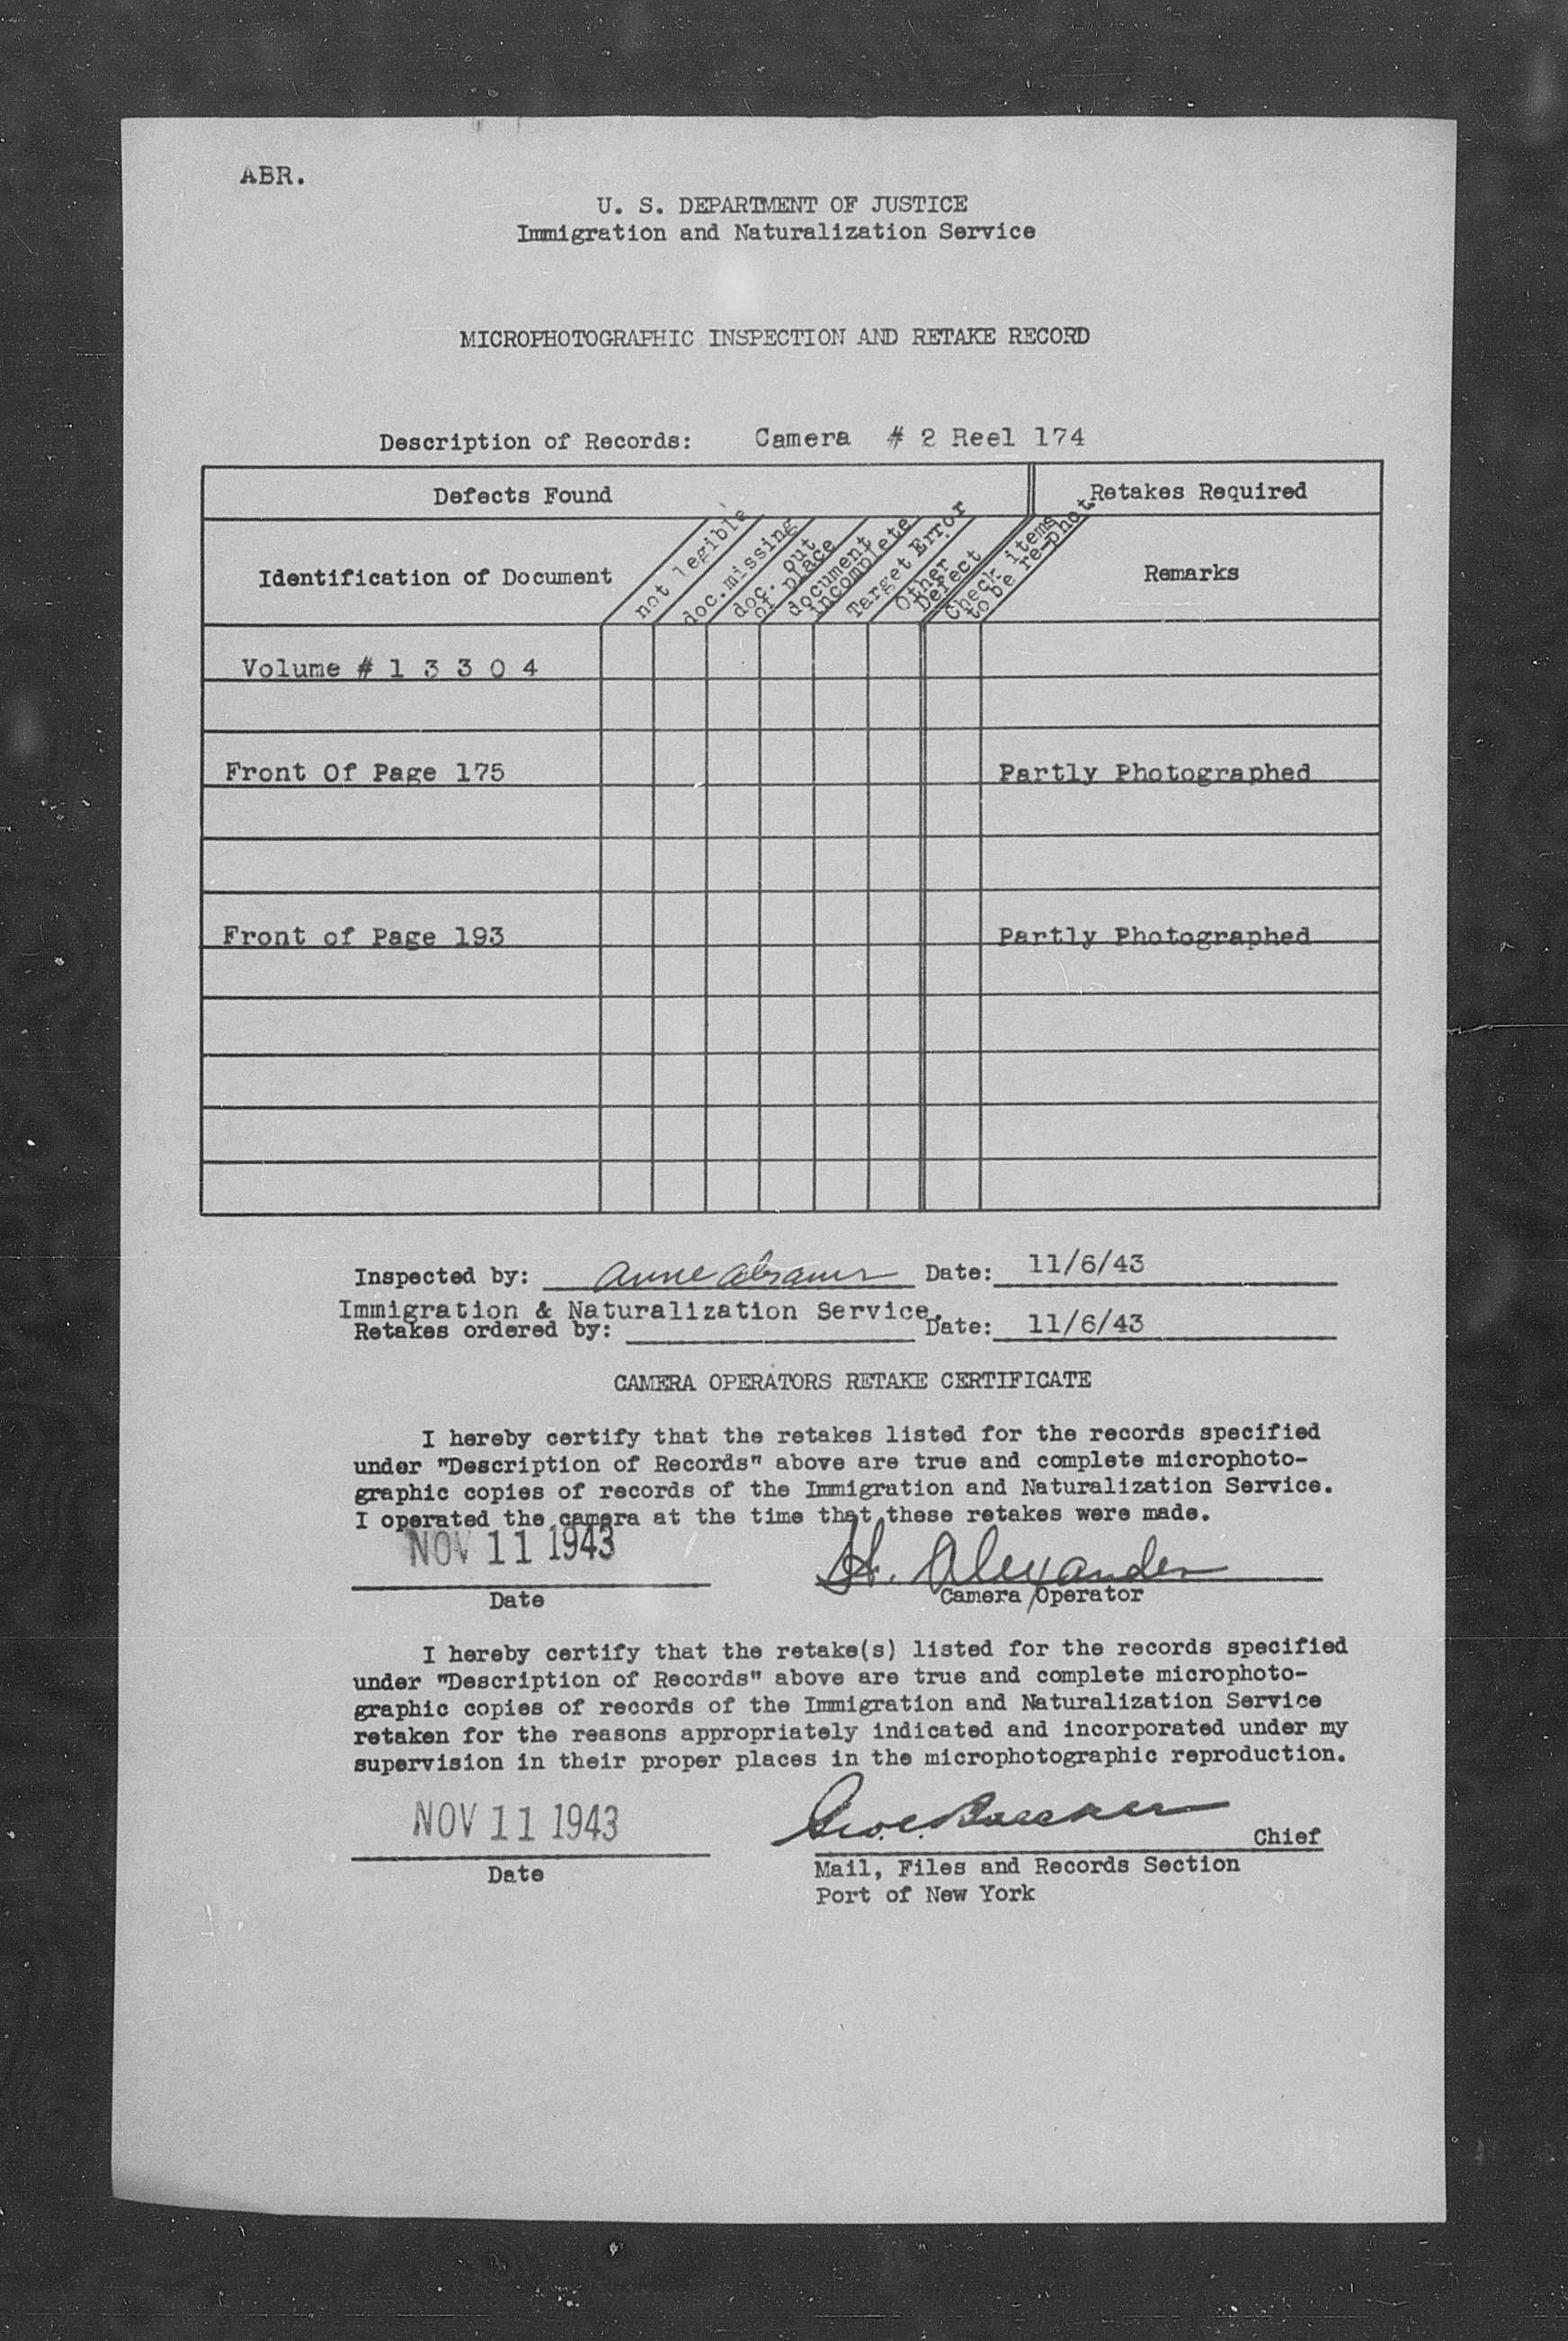 ABR.
U. S. DEPARTMENT OF JUSTICE
Immigration and Naturalization Service
MICROPHOTOGRAPHIC INSPECTION AND RETAKE RECORD
Description of Records: Camera # 2 Reel 174
Defects Found
Retakes Required
Identification of Document
not legible
doc.missing
doc. out
of place
document
incomplete
Target Error
Other
Defect
Check items
to be re-phot.
Remarks
Volume # 1 3 3 0 4
Front Of Page 175 Partly Photographed
Front of Page 193 Partly Photographed
Inspected by: Anne Abrams Date: 11/6/43
Immigration & Naturalization Service.
Retakes ordered by: Date: 11/6/43
CAMERA OPERATORS RETAKE CERTIFICATE
I hereby certify that the retakes listed for the records specified
under "Description of Records" above are true and complete microphoto-
graphic copies of records of the Immigration and Naturalization Service.
I operated the camera at the time that these retakes were made.
NOV 11 1943
H. Alexander
Date
Camera Operator
I hereby certify that the retake(s) listed for the records specified
under "Description of Records" above are true and complete microphoto-
graphic copies of records of the Immigration and Naturalization Service
retaken for the reasons appropriately indicated and incorporated under my
supervision in their proper places in the microphotographic reproduction.
NOV 11 1943
Chief
Date
Mail, Files and Records Section
Port of New York